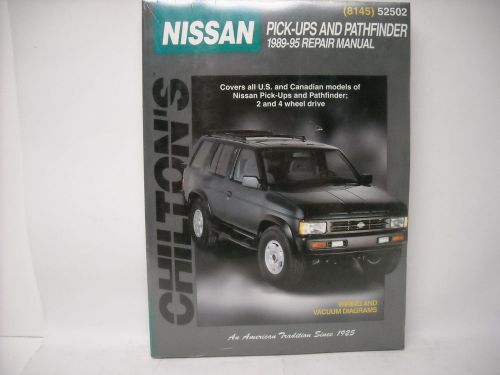 NISSAN
(8145) 52502
PICK-UPS AND PATHFINDER
1989-95 REPAIR MANUAL
CHILTON'S
Covers all U.S. and Canadian models of
Nissan Pick-Ups and Pathfinder;
2 and 4 wheel drive
WIRING AND
VACUUM DIAGRAMS
An American Tradition Since 1925